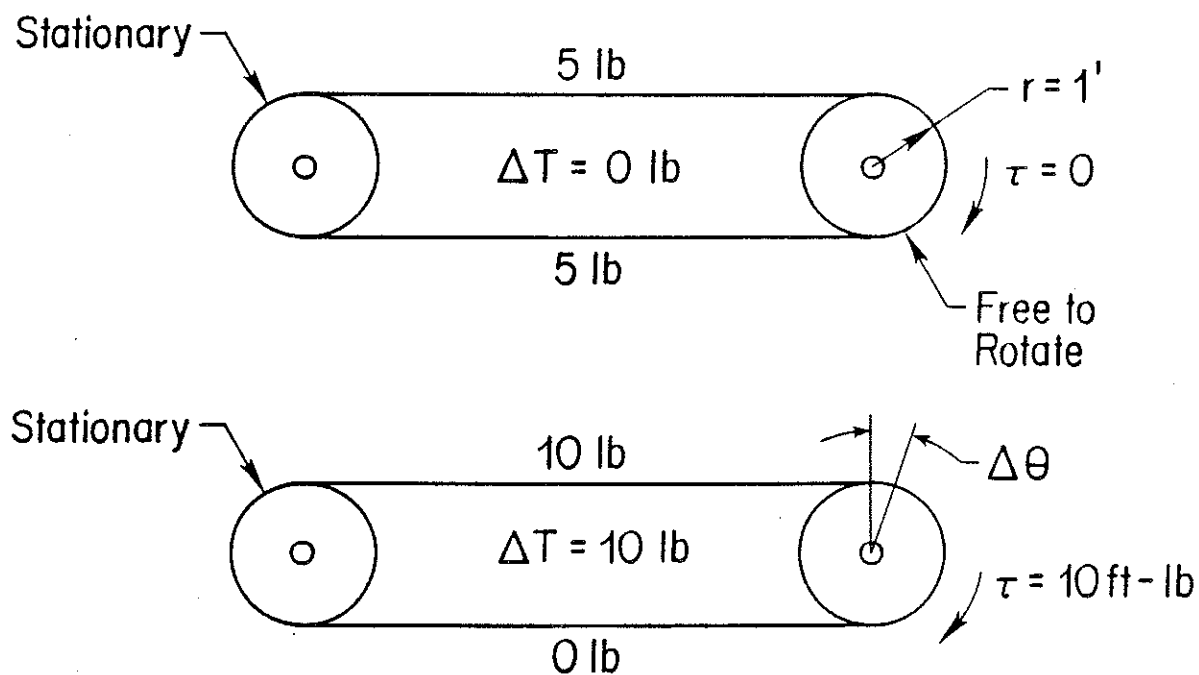 Stationary
5 lb
r = 1'
ΔT = 0 lb
τ = 0
5 lb
Free to
Rotate
Stationary
10 lb
Δθ
ΔT = 10 lb
τ = 10 ft - lb
0 lb